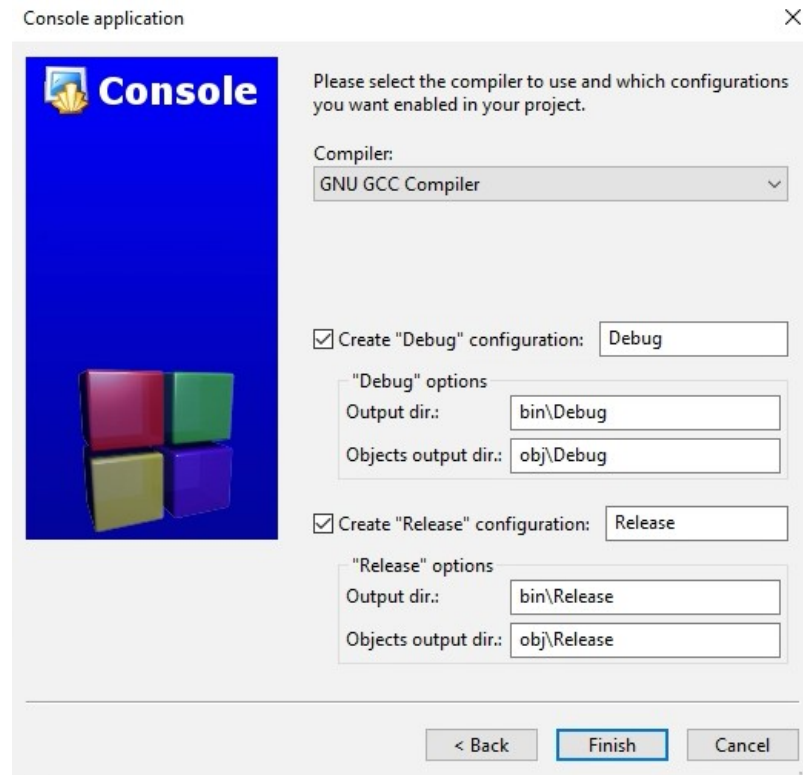 Console application
Console
Please select the compiler to use and which configurations
you want enabled in your project.
Compiler:
GNU GCC Compiler
Create "Debug" configuration: Debug
"Debug" options
Output dir.: bin\Debug
Objects output dir.: obj\Debug
Create "Release" configuration: Release
"Release" options
Output dir.: bin\Release
Objects output dir.: obj\Release
< Back Finish Cancel